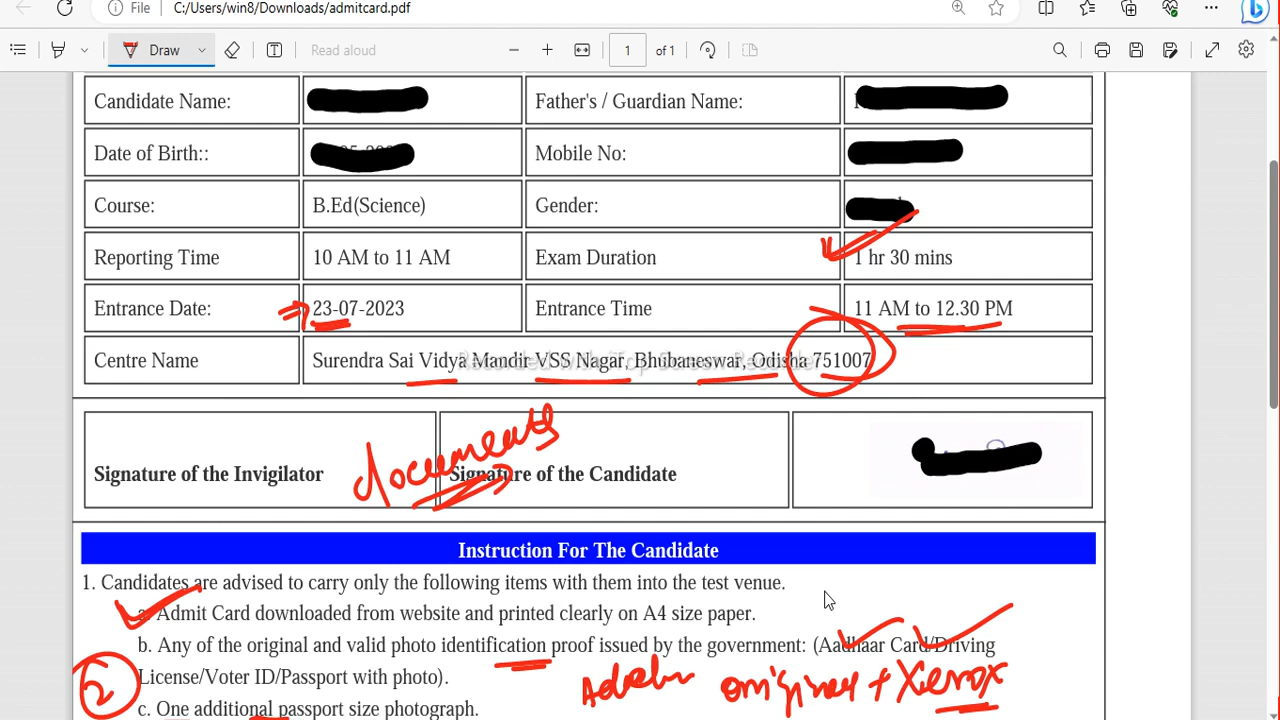 File C:/Users/win8/Downloads/admitcard.pdf
Draw Read aloud 1 of 1
Candidate Name: Father's / Guardian Name:
Date of Birth:: Mobile No:
Course: B.Ed(Science) Gender:
Reporting Time 10 AM to 11 AM Exam Duration 1 hr 30 mins
Entrance Date: 23-07-2023 Entrance Time 11 AM to 12.30 PM
Centre Name Surendra Sai Vidya Mandir VSS Nagar, Bhubaneswar, Odisha 751007
Recorded with iTop Screen Recorder
documents
Signature of the Invigilator Signature of the Candidate
Instruction For The Candidate
1. Candidates are advised to carry only the following items with them into the test venue.
a. Admit Card downloaded from website and printed clearly on A4 size paper.
b. Any of the original and valid photo identification proof issued by the government: (Aadhaar Card/Driving
License/Voter ID/Passport with photo).
2 original + Xerox
c. One additional passport size photograph.